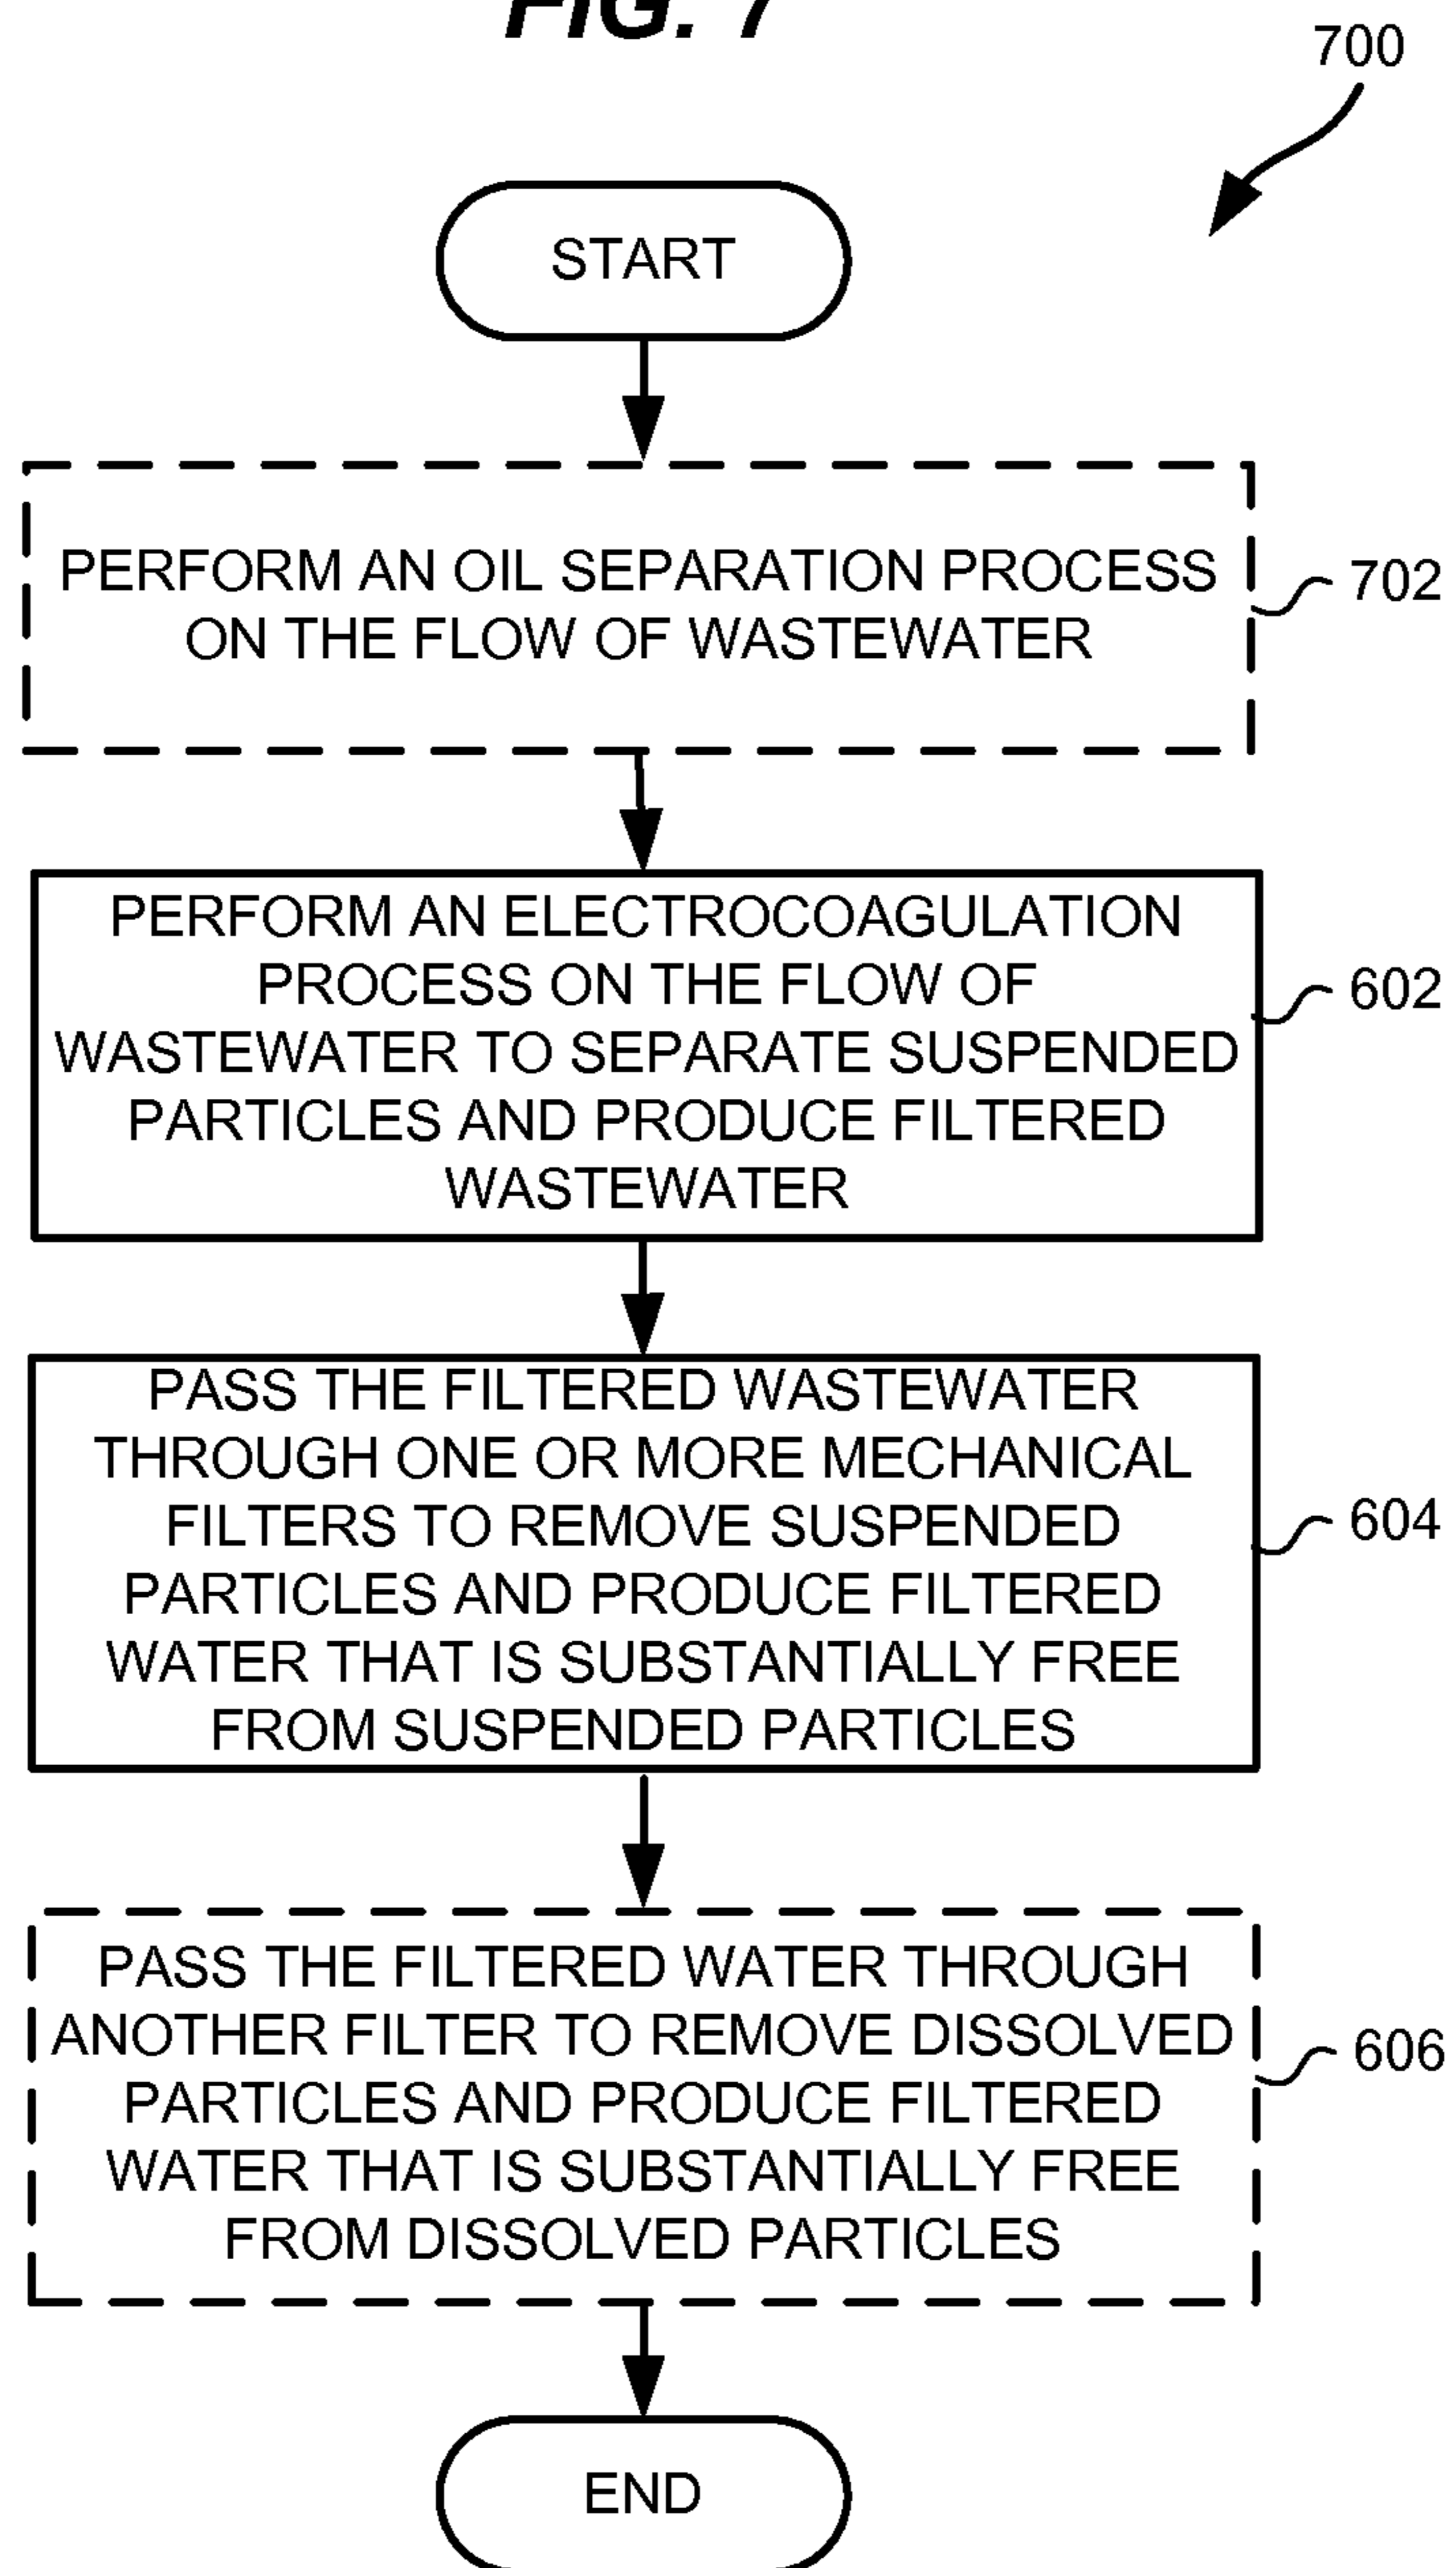 FIG. 7
700
START
PERFORM AN OIL SEPARATION PROCESS
ON THE FLOW OF WASTEWATER
702
PERFORM AN ELECTROCOAGULATION
PROCESS ON THE FLOW OF
WASTEWATER TO SEPARATE SUSPENDED
PARTICLES AND PRODUCE FILTERED
WASTEWATER
602
PASS THE FILTERED WASTEWATER
THROUGH ONE OR MORE MECHANICAL
FILTERS TO REMOVE SUSPENDED
PARTICLES AND PRODUCE FILTERED
WATER THAT IS SUBSTANTIALLY FREE
FROM SUSPENDED PARTICLES
604
PASS THE FILTERED WATER THROUGH
ANOTHER FILTER TO REMOVE DISSOLVED
PARTICLES AND PRODUCE FILTERED
WATER THAT IS SUBSTANTIALLY FREE
FROM DISSOLVED PARTICLES
606
END